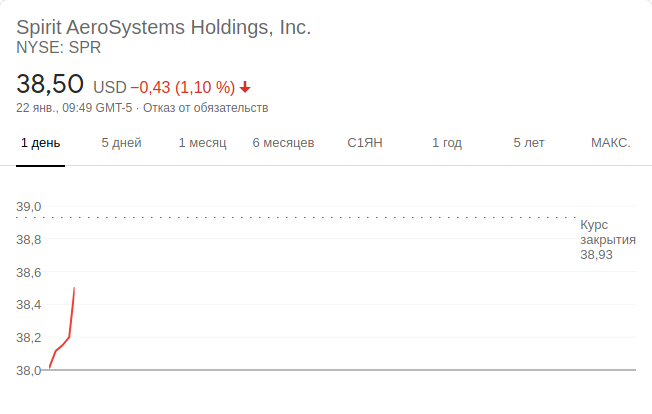 Spirit AeroSystems Holdings, Inc.
NYSE: SPR
38,50 USD −0,43 (1,10 %)
22 янв., 09:49 GMT-5 · Отказ от обязательств
1 день 5 дней 1 месяц 6 месяцев С1ЯН 1 год 5 лет МАКС.
39,0
Курс
закрытия
38,93
38,8
38,6
38,4
38,2
38,0